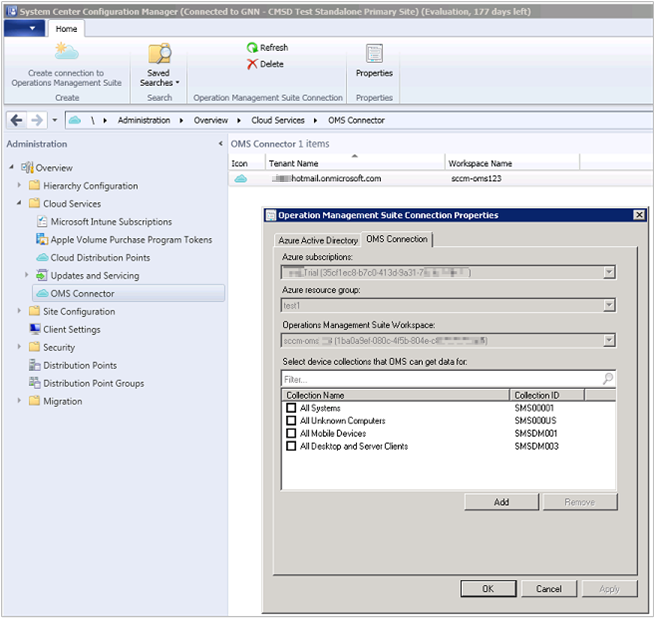 System Center Configuration Manager (Connected to GNN - CMSD Test Standalone Primary Site) (Evaluation, 177 days left)
Home
Create connection to
Operations Management Suite
Create
Saved
Searches
Search
Refresh
Delete
Operation Management Suite Connection
Properties
Properties
\ Administration Overview Cloud Services OMS Connector
Administration
Overview
Hierarchy Configuration
Cloud Services
Microsoft Intune Subscriptions
Apple Volume Purchase Program Tokens
Cloud Distribution Points
Updates and Servicing
OMS Connector
Site Configuration
Client Settings
Security
Distribution Points
Distribution Point Groups
Migration
OMS Connector 1 items
Icon Tenant Name Workspace Name
hotmail.onmicrosoft.com sccm-oms123
Operation Management Suite Connection Properties
Azure Active Directory OMS Connection
Azure subscriptions:
Trial (35cf1ec8-b7c0-413d-9a31-7
Azure resource group:
test1
Operations Management Suite Workspace:
sccm-oms (1ba0a9ef-080c-4f5b-804e-c
Select device collections that OMS can get data for:
Filter...
Collection Name Collection ID
All Systems SMS00001
All Unknown Computers SMS000US
All Mobile Devices SMSDM001
All Desktop and Server Clients SMSDM003
Add Remove
OK Cancel Apply